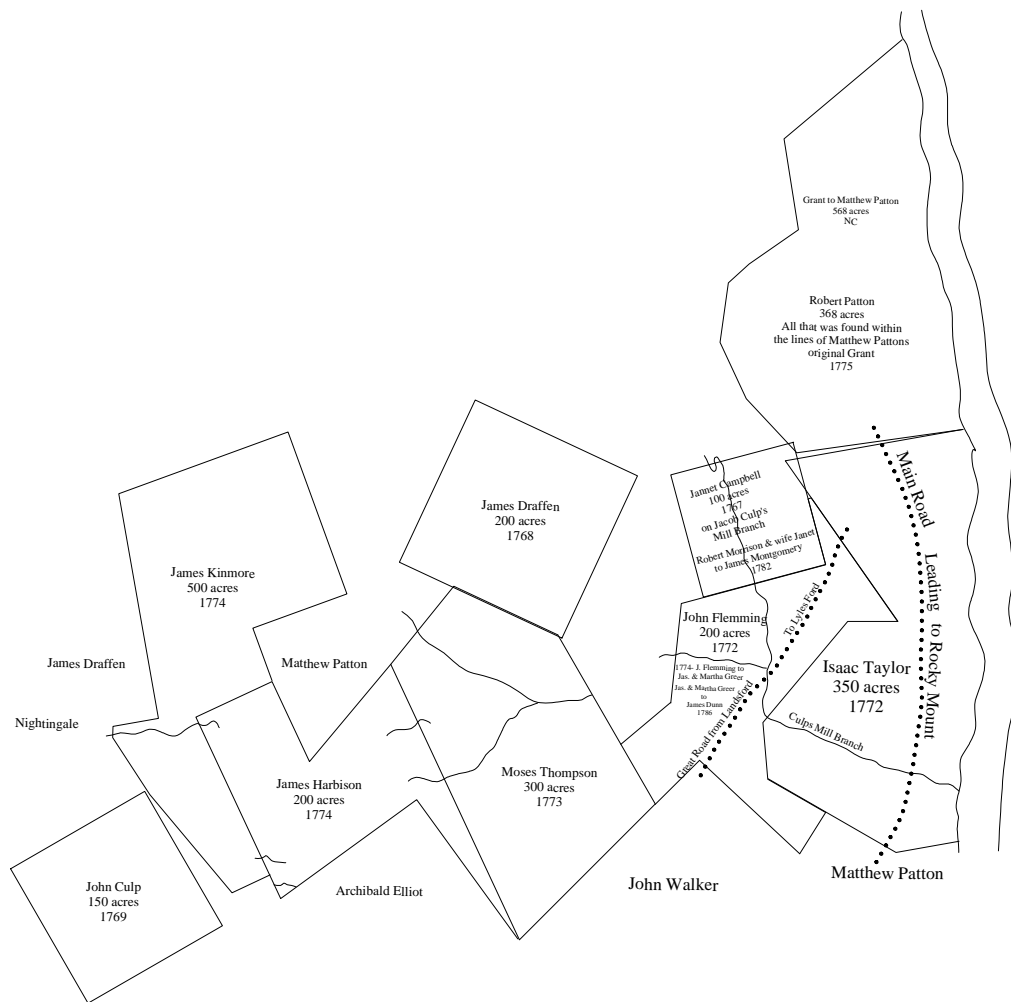 Grant to Matthew Patton
568 acres
NC
Robert Patton
368 acres
All that was found within
the lines of Matthew Pattons
original Grant
1775
Main Road Leading to Rocky Mount
Jannet Campbell
100 acres
1767
on Jacob Culp's
Mill Branch
Robert Morrison & wife Janet
to James Montgomery
1782
James Draffen
200 acres
1768
James Kinmore
500 acres
1774
To Lyles Ford
John Flemming
200 acres
1772
James Draffen
Matthew Patton
1774- J. Flemming to
Jas. & Martha Greer
Jas. & Martha Greer
to
James Dunn
1786
Isaac Taylor
350 acres
1772
Nightingale
Great Road from Landsford
Culps Mill Branch
James Harbison
200 acres
1774
Moses Thompson
300 acres
1773
John Culp
150 acres
1769
Archibald Elliot
John Walker
Matthew Patton